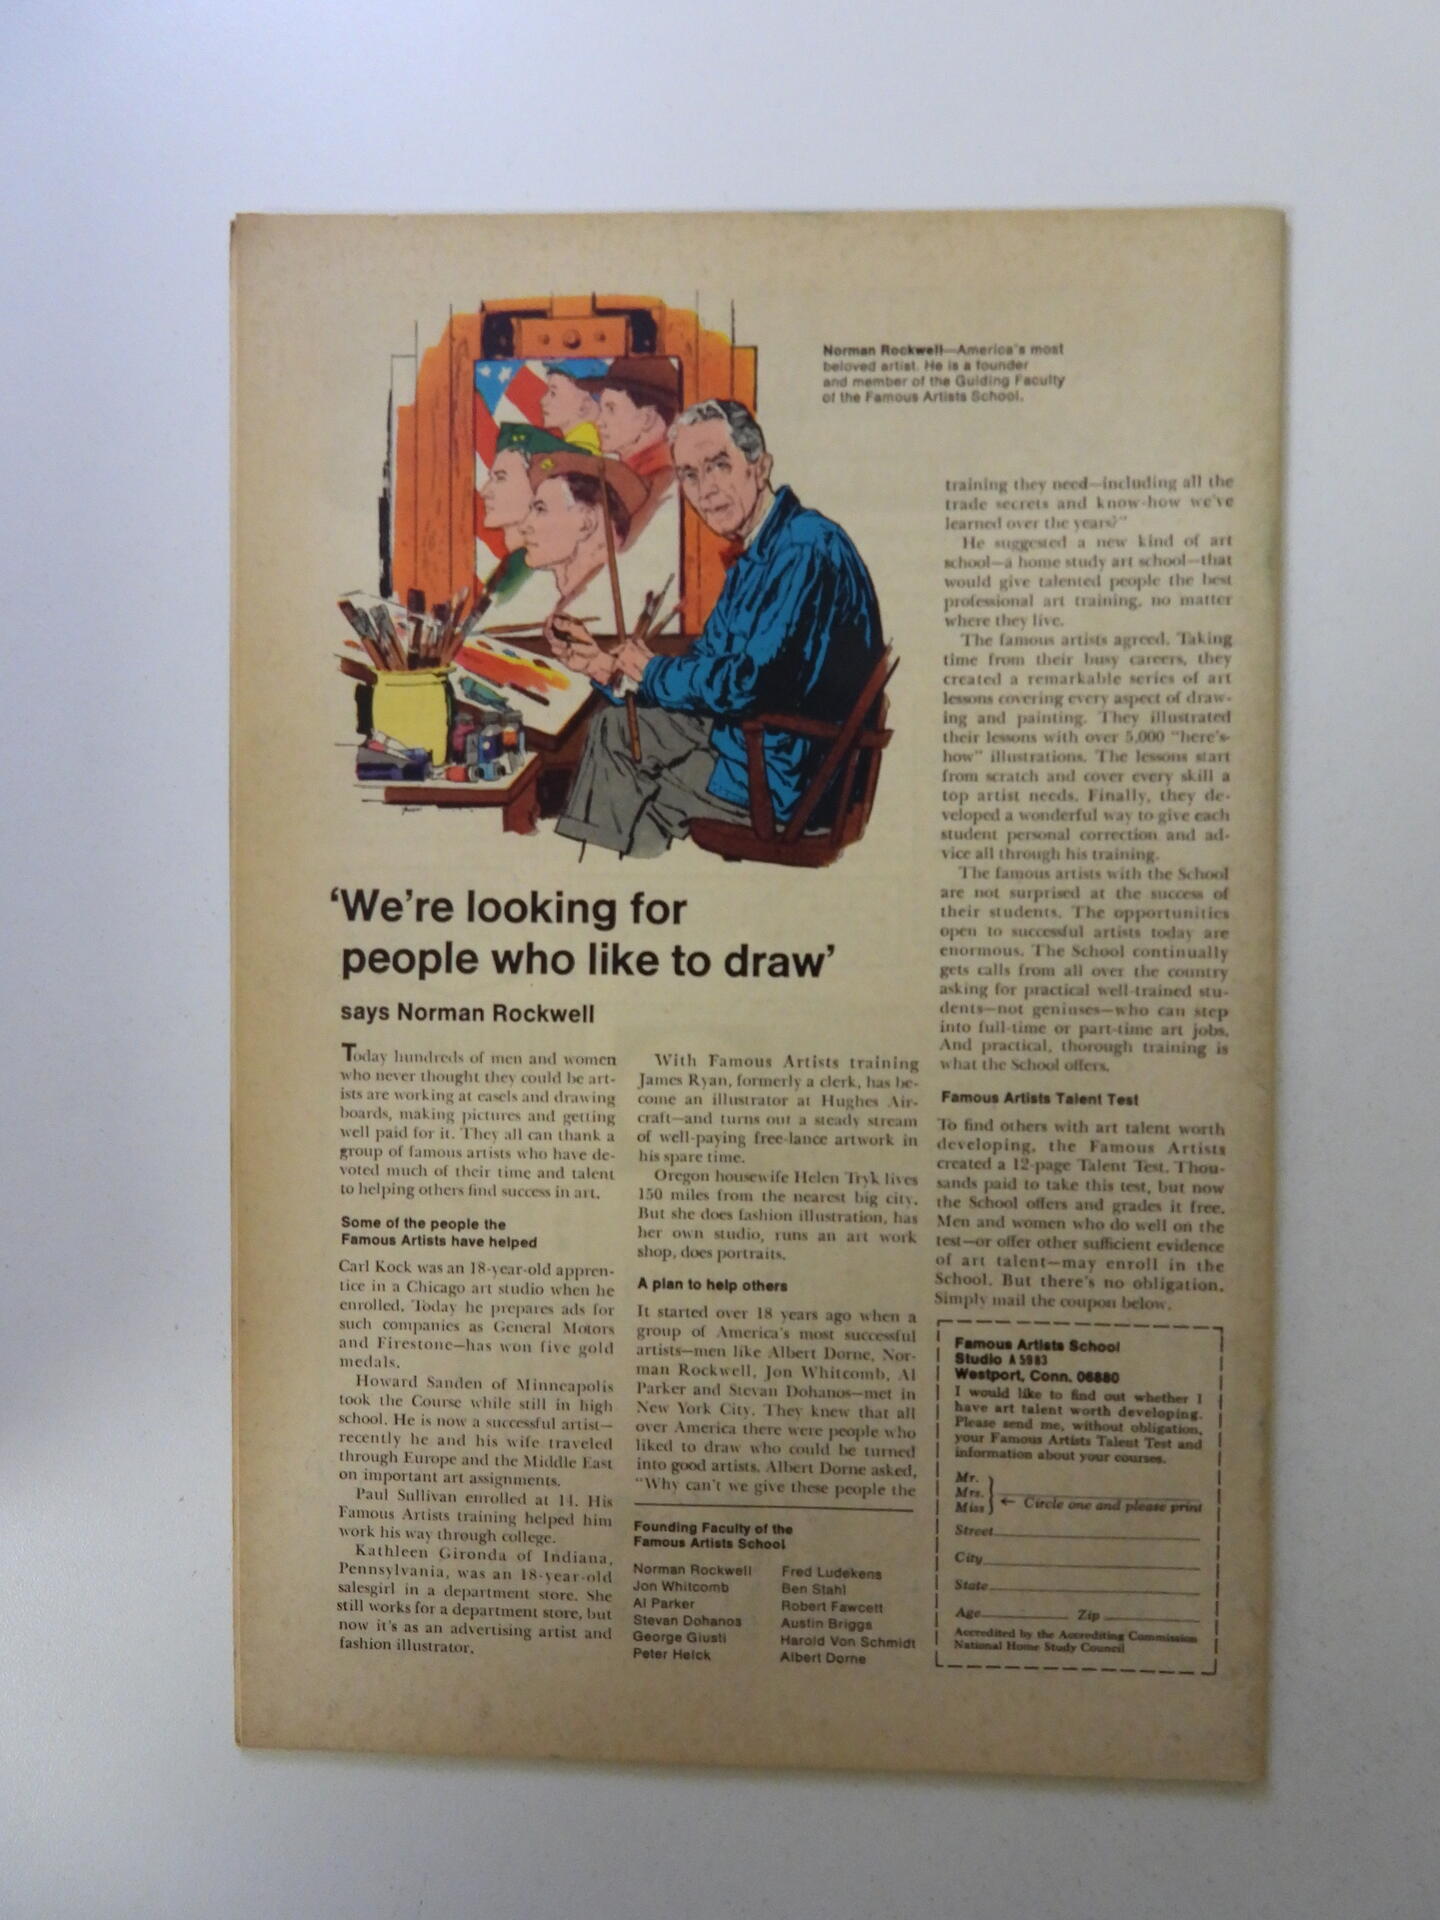 Norman Rockwell—America's most
beloved artist. He is a founder
and member of the Guiding Faculty
of the Famous Artists School.
'We're looking for
people who like to draw'
says Norman Rockwell
Today hundreds of men and women
who never thought they could be art-
ists are working at easels and drawing
boards, making pictures and getting
well paid for it. They all can thank a
group of famous artists who have de-
voted much of their time and talent
to helping others find success in art.
Some of the people the
Famous Artists have helped
Carl Kock was an 18-year-old appren-
tice in a Chicago art studio when he
enrolled. Today he prepares ads for
such companies as General Motors
and Firestone—has won five gold
medals.
Howard Sanden of Minneapolis
took the Course while still in high
school. He is now a successful artist—
recently he and his wife traveled
through Europe and the Middle East
on important art assignments.
Paul Sullivan enrolled at 14. His
Famous Artists training helped him
work his way through college.
Kathleen Gironda of Indiana,
Pennsylvania, was an 18-year-old
salesgirl in a department store. She
still works for a department store, but
now it's as an advertising artist and
fashion illustrator.
With Famous Artists training
James Ryan, formerly a clerk, has be-
come an illustrator at Hughes Air-
craft—and turns out a steady stream
of well-paying free-lance artwork in
his spare time.
Oregon housewife Helen Tryk lives
150 miles from the nearest big city.
But she does fashion illustration, has
her own studio, runs an art work
shop, does portraits.
A plan to help others
It started over 18 years ago when a
group of America's most successful
artists—men like Albert Dorne, Nor-
man Rockwell, Jon Whitcomb, Al
Parker and Stevan Dohanos—met in
New York City. They knew that all
over America there were people who
liked to draw who could be turned
into good artists. Albert Dorne asked,
"Why can't we give these people the
Founding Faculty of the
Famous Artists School
Norman Rockwell
Jon Whitcomb
Al Parker
Stevan Dohanos
George Giusti
Peter Helck
Fred Ludekens
Ben Stahl
Robert Fawcett
Austin Briggs
Harold Von Schmidt
Albert Dorne
training they need—including all the
trade secrets and know-how we've
learned over the years?"
He suggested a new kind of art
school—a home study art school—that
would give talented people the best
professional art training, no matter
where they live.
The famous artists agreed. Taking
time from their busy careers, they
created a remarkable series of art
lessons covering every aspect of draw-
ing and painting. They illustrated
their lessons with over 5,000 "here's-
how" illustrations. The lessons start
from scratch and cover every skill a
top artist needs. Finally, they de-
veloped a wonderful way to give each
student personal correction and ad-
vice all through his training.
The famous artists with the School
are not surprised at the success of
their students. The opportunities
open to successful artists today are
enormous. The School continually
gets calls from all over the country
asking for practical well-trained stu-
dents—not geniuses—who can step
into full-time or part-time art jobs.
And practical, thorough training is
what the School offers.
Famous Artists Talent Test
To find others with art talent worth
developing, the Famous Artists
created a 12-page Talent Test. Thou-
sands paid to take this test, but now
the School offers and grades it free.
Men and women who do well on the
test—or offer other sufficient evidence
of art talent—may enroll in the
School. But there's no obligation.
Simply mail the coupon below.
Famous Artists School
Studio A 5983
Westport, Conn. 06880
I would like to find out whether I
have art talent worth developing.
Please send me, without obligation,
your Famous Artists Talent Test and
information about your courses.
Mr.
Mrs.
Miss
← Circle one and please print
Street
City
State
Age Zip
Accredited by the Accrediting Commission
National Home Study Council